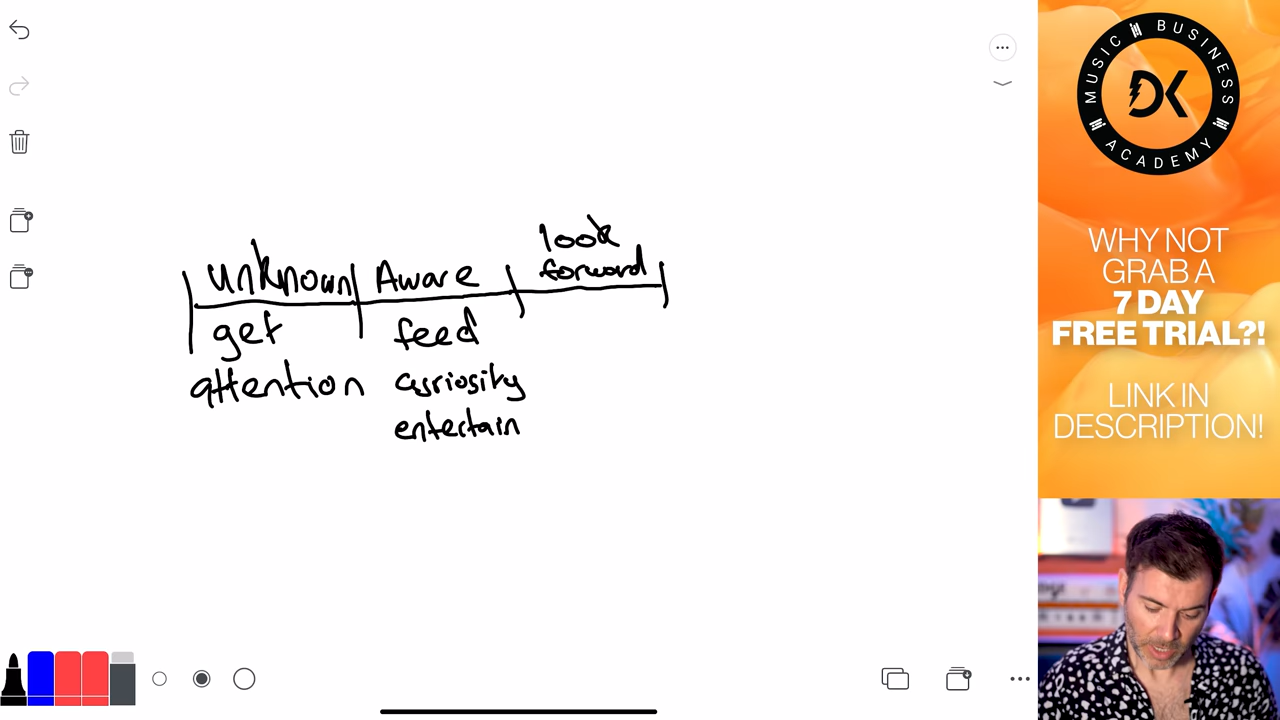 unknown
Aware
look
forward
get
attention
feed
curiosity
entertain
MUSIC BUSINESS
DK
ACADEMY
WHY NOT
GRAB A
7 DAY
FREE TRIAL?!
LINK IN
DESCRIPTION!